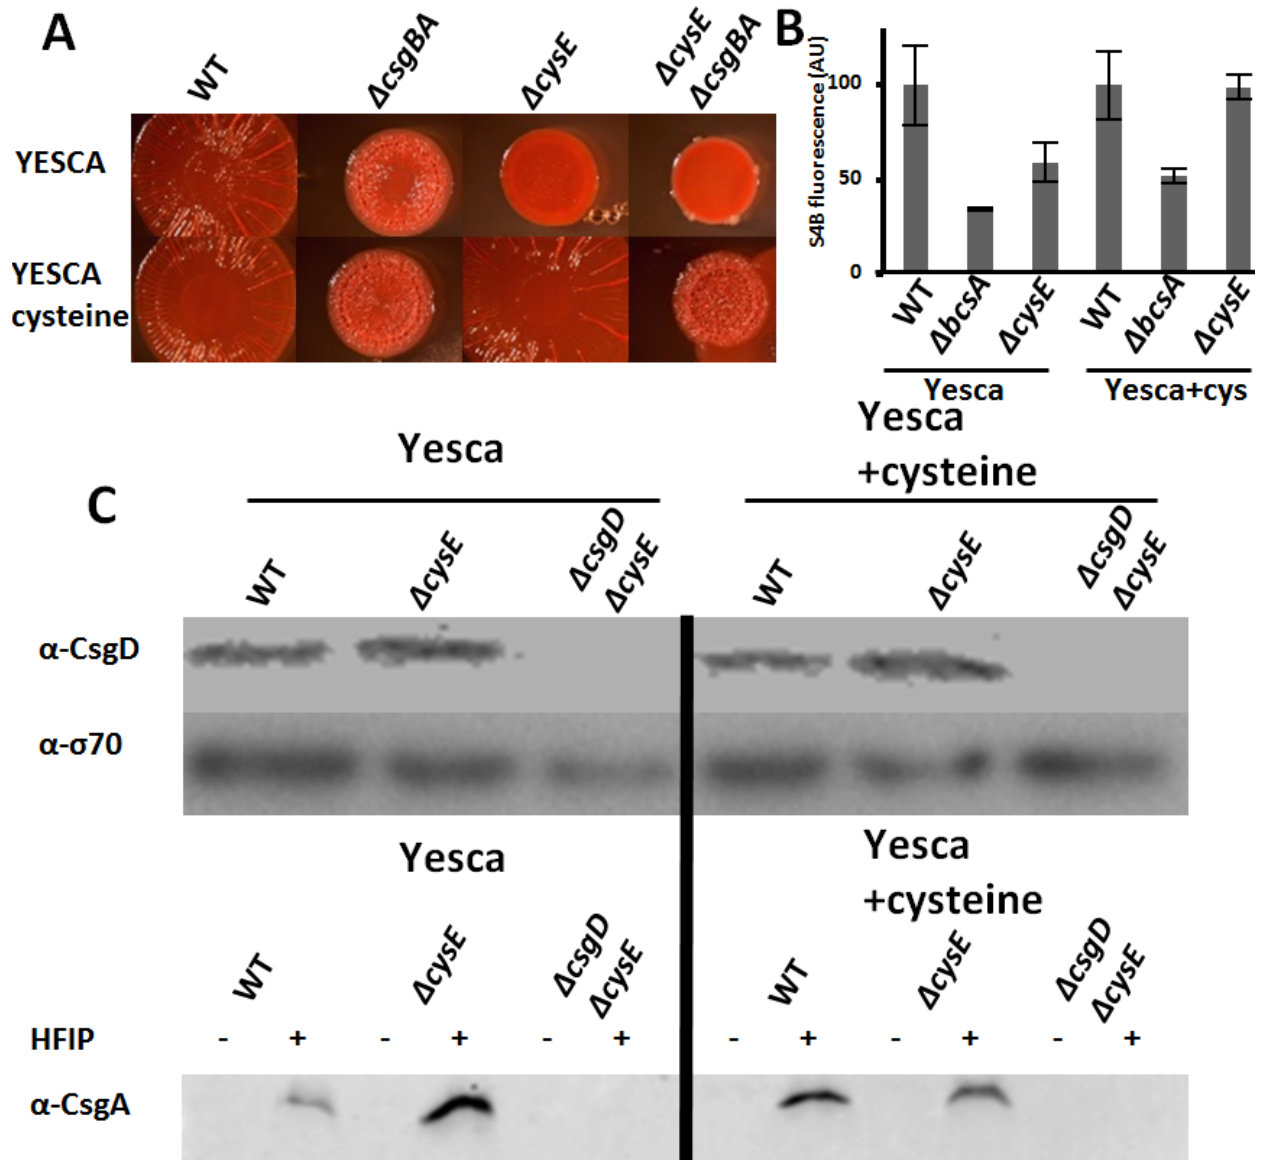 A
WT
ΔcsgBA
ΔcysE
ΔcysE
ΔcsgBA
YESCA
YESCA
cysteine
B
S4B fluorescence (AU)
100
50
0
WT
ΔbcsA
ΔcysE
WT
ΔbcsA
ΔcysE
Yesca
Yesca+cys
C
Yesca
Yesca
+cysteine
WT
ΔcysE
ΔcsgD
ΔcysE
WT
ΔcysE
ΔcsgD
ΔcysE
α-CsgD
α-σ70
Yesca
Yesca
+cysteine
WT
ΔcysE
ΔcsgD
ΔcysE
WT
ΔcysE
ΔcsgD
ΔcysE
HFIP - + - + - + - + - + - +
α-CsgA